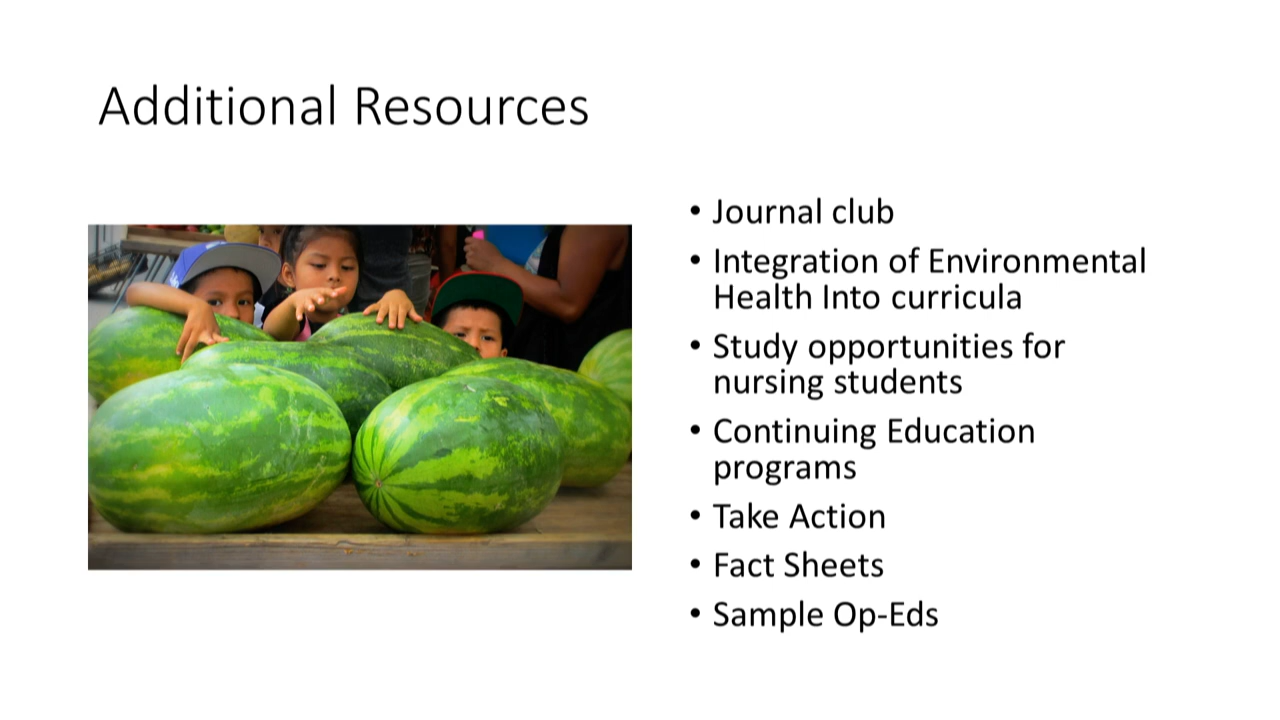 Additional Resources
• Journal club
• Integration of Environmental
Health Into curricula
• Study opportunities for
nursing students
• Continuing Education
programs
• Take Action
• Fact Sheets
• Sample Op-Eds